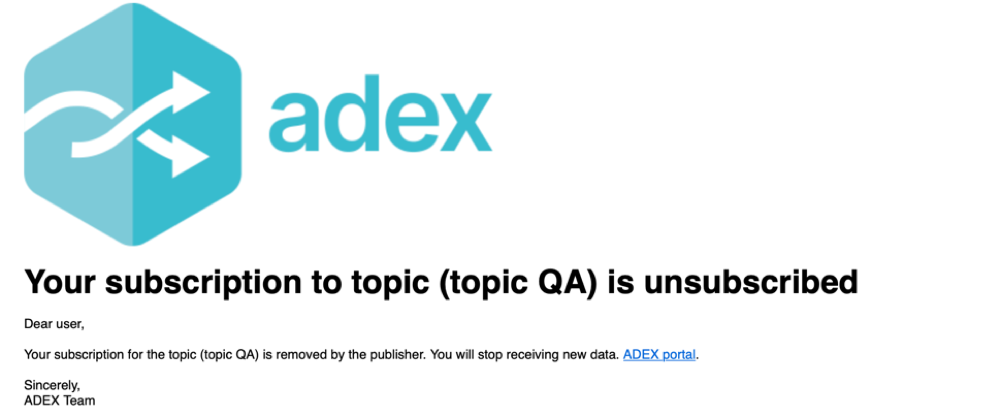 adex
Your subscription to topic (topic QA) is unsubscribed
Dear user,
Your subscription for the topic (topic QA) is removed by the publisher. You will stop receiving new data. ADEX portal.
Sincerely,
ADEX Team